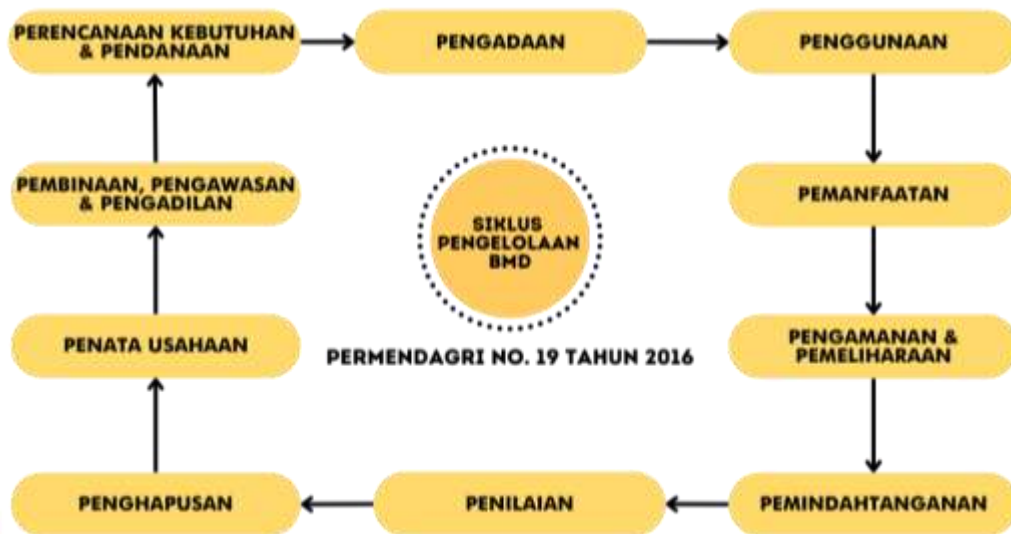 PERENCANAAN KEBUTUHAN
& PENDANAAN
PENGADAAN
PENGGUNAAN
PEMBINAAN, PENGAWASAN
& PENGADILAN
PEMANFAATAN
SIKLUS
PENGELOLAAN
BMD
PENATA USAHAAN
PERMENDAGRI NO. 19 TAHUN 2016
PENGAMANAN &
PEMELIHARAAN
PENGHAPUSAN
PENILAIAN
PEMINDAHTANGANAN